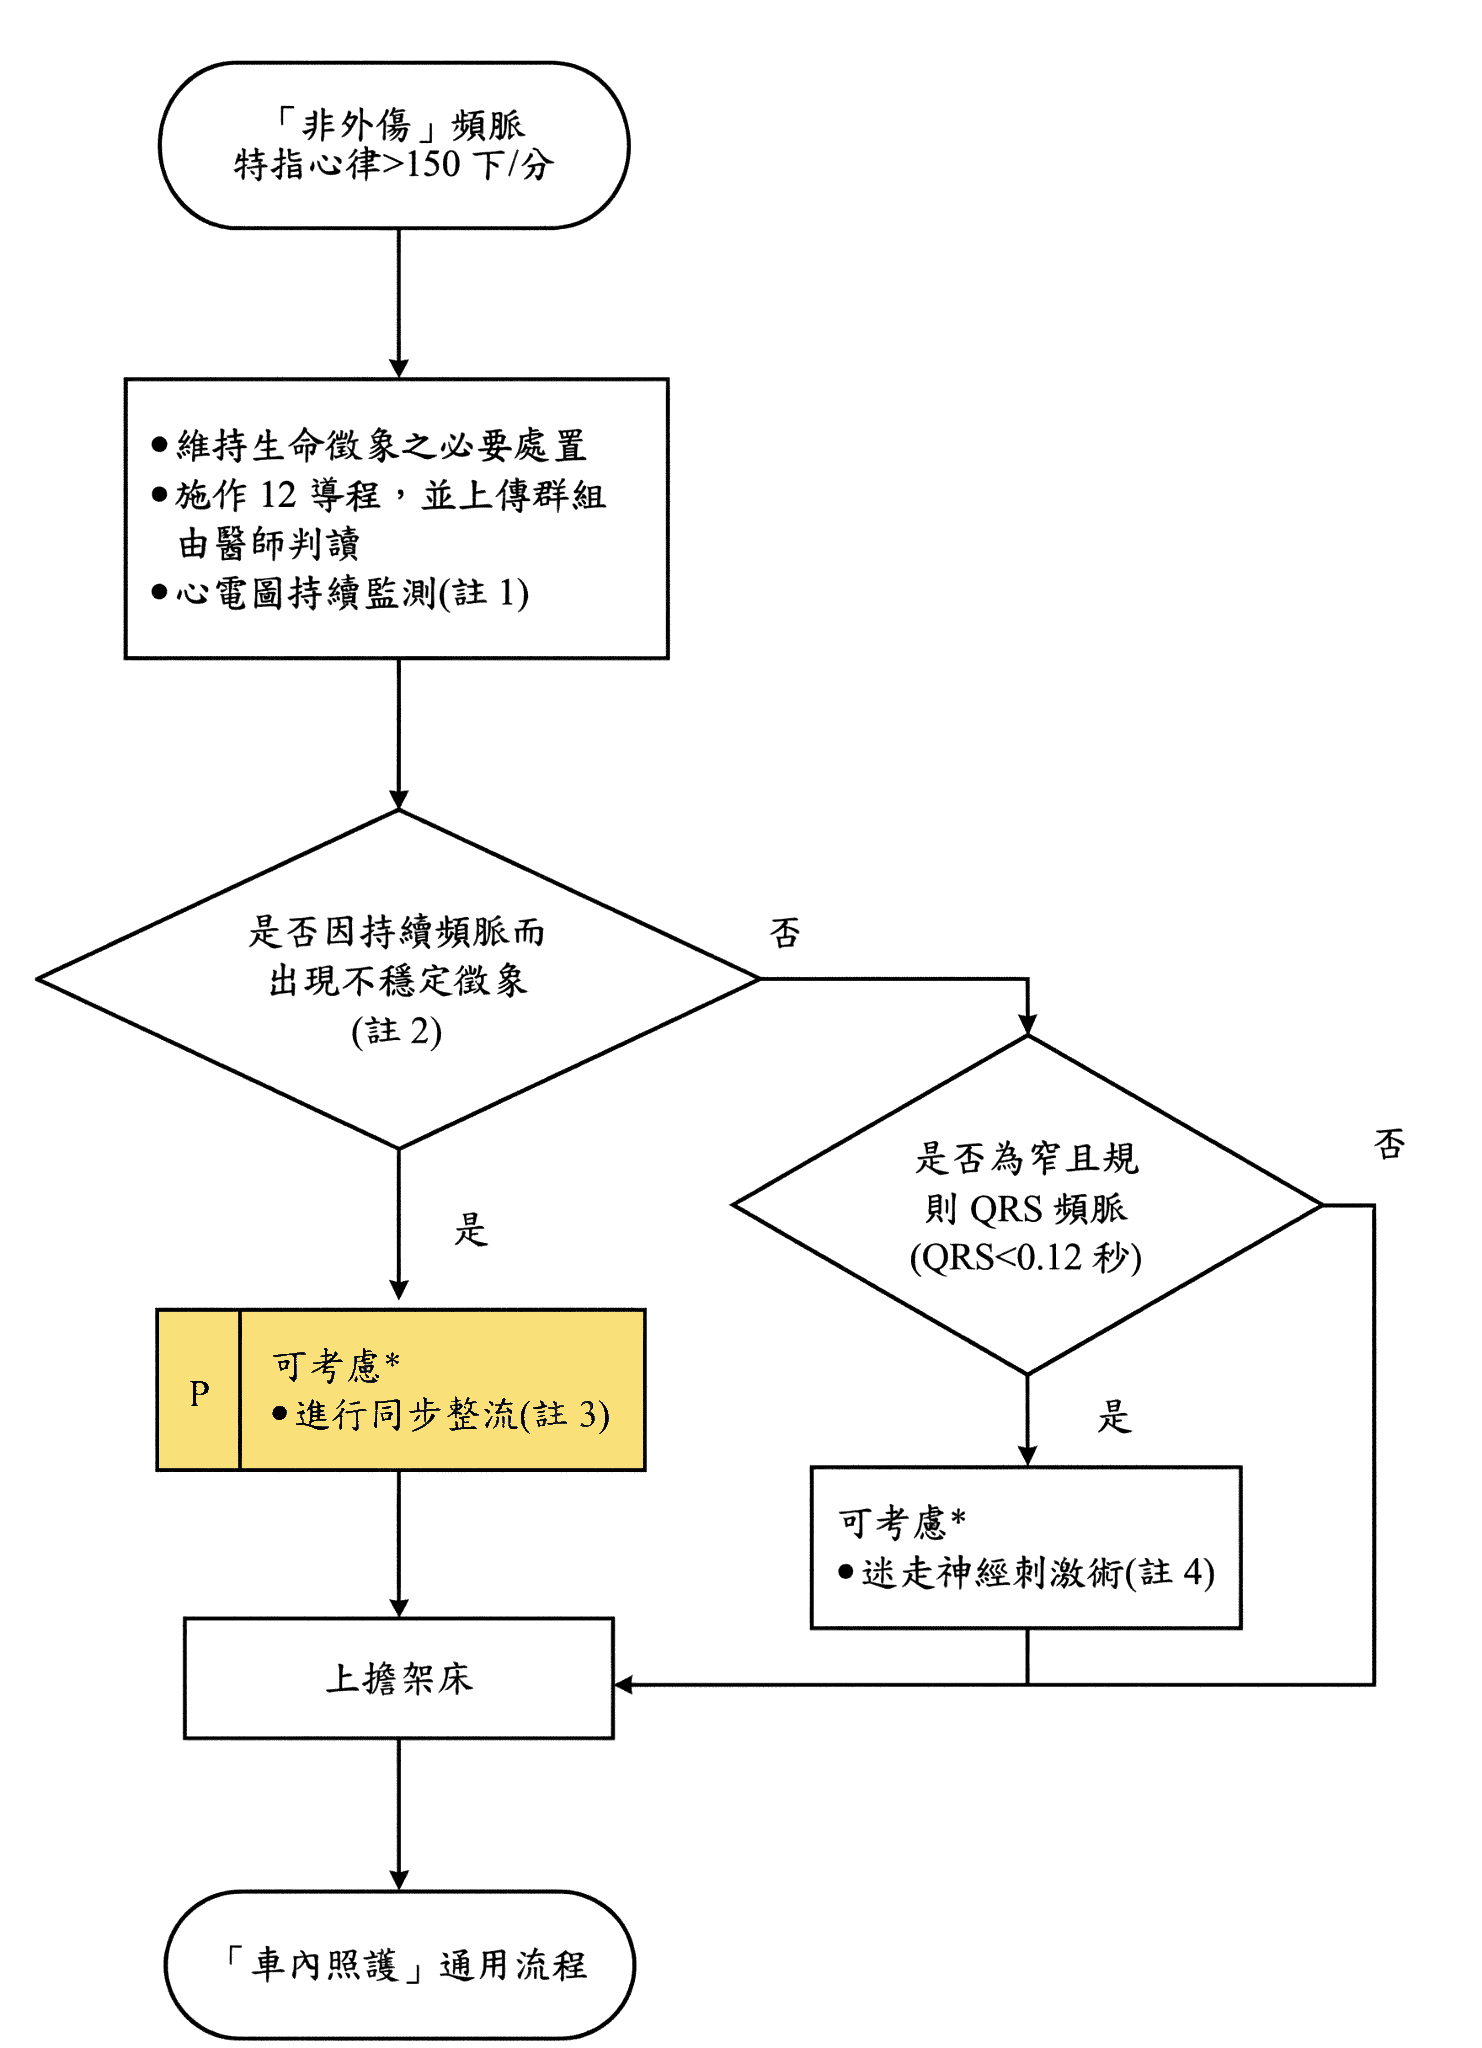 「非外傷」頻脈
特指心律>150 下/分
●維持生命徵象之必要處置
●施作 12 導程，並上傳群組
由醫師判讀
●心電圖持續監測(註 1)
是否因持續頻脈而
出現不穩定徵象
(註 2)
否
是
是否為窄且規
則 QRS 頻脈
(QRS<0.12 秒)
否
是
P
可考慮*
●進行同步整流(註 3)
可考慮*
●迷走神經刺激術(註 4)
上擔架床
「車內照護」通用流程